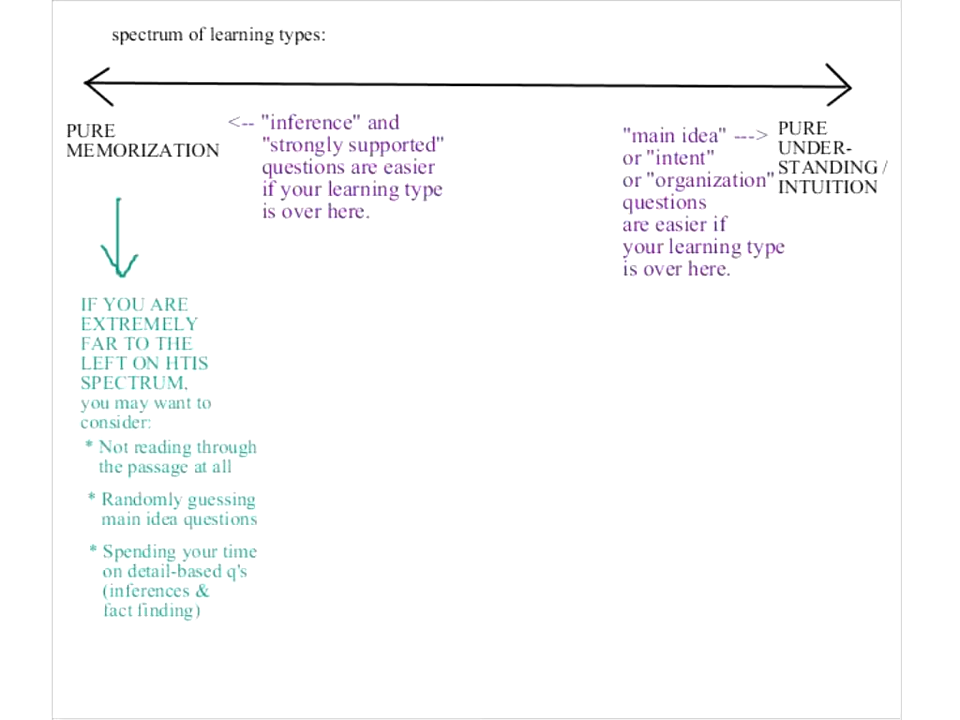 spectrum of learning types:
PURE
MEMORIZATION
<-- "inference" and
"strongly supported"
questions are easier
if your learning type
is over here.
"main idea" --->
or "intent"
or "organization"
questions
are easier if
your learning type
is over here.
PURE
UNDER-
STANDING /
INTUITION
IF YOU ARE
EXTREMELY
FAR TO THE
LEFT ON HTIS
SPECTRUM,
you may want to
consider:
* Not reading through
the passage at all
* Randomly guessing
main idea questions
* Spending your time
on detail-based q's
(inferences &
fact finding)